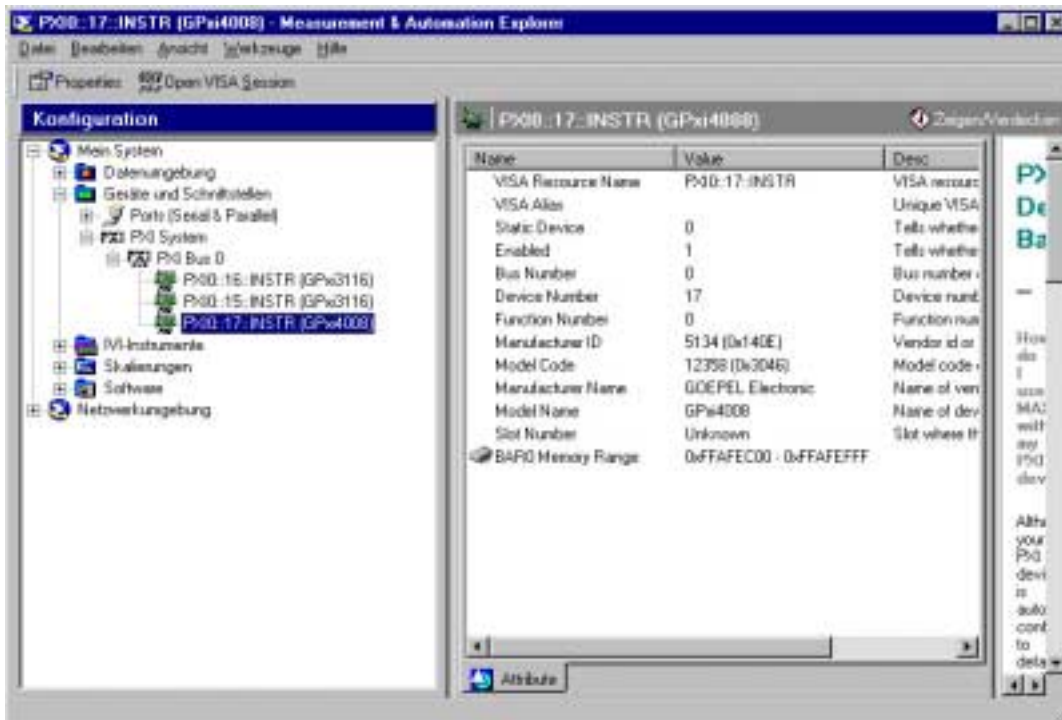 PXI0::17::INSTR (GPxi4008) - Measurement & Automation Explorer
Datei Bearbeiten Ansicht Werkzeuge Hilfe
Properties Open VISA Session
Konfiguration
Mein System
Datenumgebung
Geräte und Schnittstellen
Ports (Serial & Parallel)
PXI System
PXI Bus 0
PXI0::16::INSTR (GPxi3116)
PXI0::15::INSTR (GPxi3116)
PXI0::17::INSTR (GPxi4008)
IVI-Instrumente
Skalierungen
Software
Netzwerkumgebung
PXI0::17::INSTR (GPxi4008)
Zeigen/Verstecken
Name Value Desc
VISA Resource Name PXI0::17::INSTR VISA resourc
VISA Alias Unique VISA
Static Device 0 Tells whethe
Enabled 1 Tells whethe
Bus Number 0 Bus number
Device Number 17 Device numb
Function Number 0 Function num
Manufacturer ID 5134 (0x140E) Vendor id or
Model Code 12358 (0x3046) Model code
Manufacturer Name GOEPEL Electronic Name of ven
Model Name GPxi4008 Name of dev
Slot Number Unknown Slot where th
BAR0 Memory Range 0xFFAFEC00 - 0xFFAFEFFF
Attribute
PX
De
Ba
How
do
I
use
MAX
with
my
PXI
dev
Altho
your
PXI
devi
is
auto
conf
to
defa